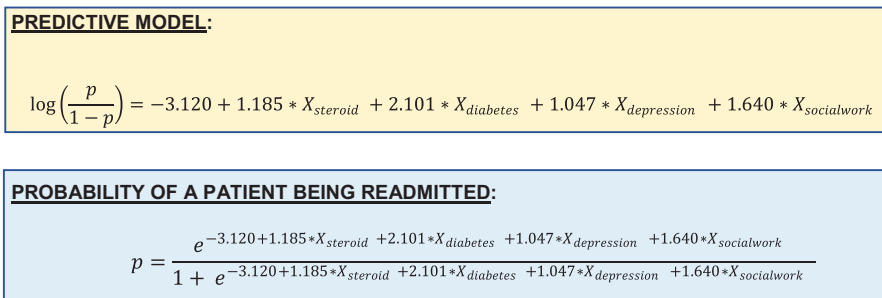 PREDICTIVE MODEL:
log(p/(1 − p)) = −3.120 + 1.185 ∗ X_steroid + 2.101 ∗ X_diabetes + 1.047 ∗ X_depression + 1.640 ∗ X_socialwork
PROBABILITY OF A PATIENT BEING READMITTED:
p = e^(−3.120+1.185∗X_steroid +2.101∗X_diabetes +1.047∗X_depression +1.640∗X_socialwork) / (1 + e^(−3.120+1.185∗X_steroid +2.101∗X_diabetes +1.047∗X_depression +1.640∗X_socialwork))